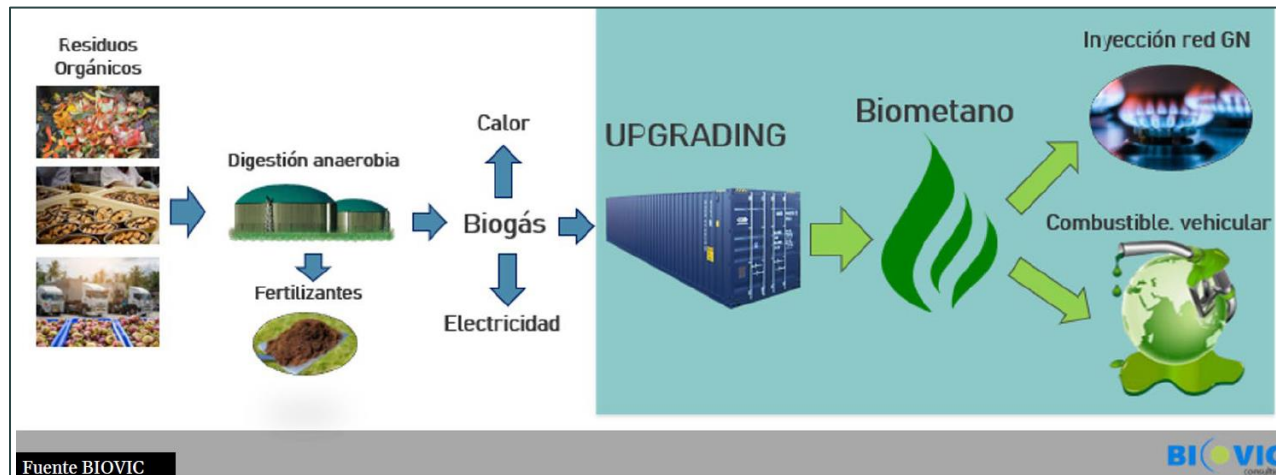 Residuos
Orgánicos
Digestión anaerobia
Fertilizantes
Calor
Biogás
Electricidad
UPGRADING
Biometano
Inyección red GN
Combustible. vehicular
Fuente BIOVIC
BIOVIC